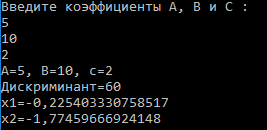 Введите коэффициенты A, B и C :
5
10
2
A=5, B=10, c=2
Дискриминант=60
x1=-0,225403330758517
x2=-1,77459666924148